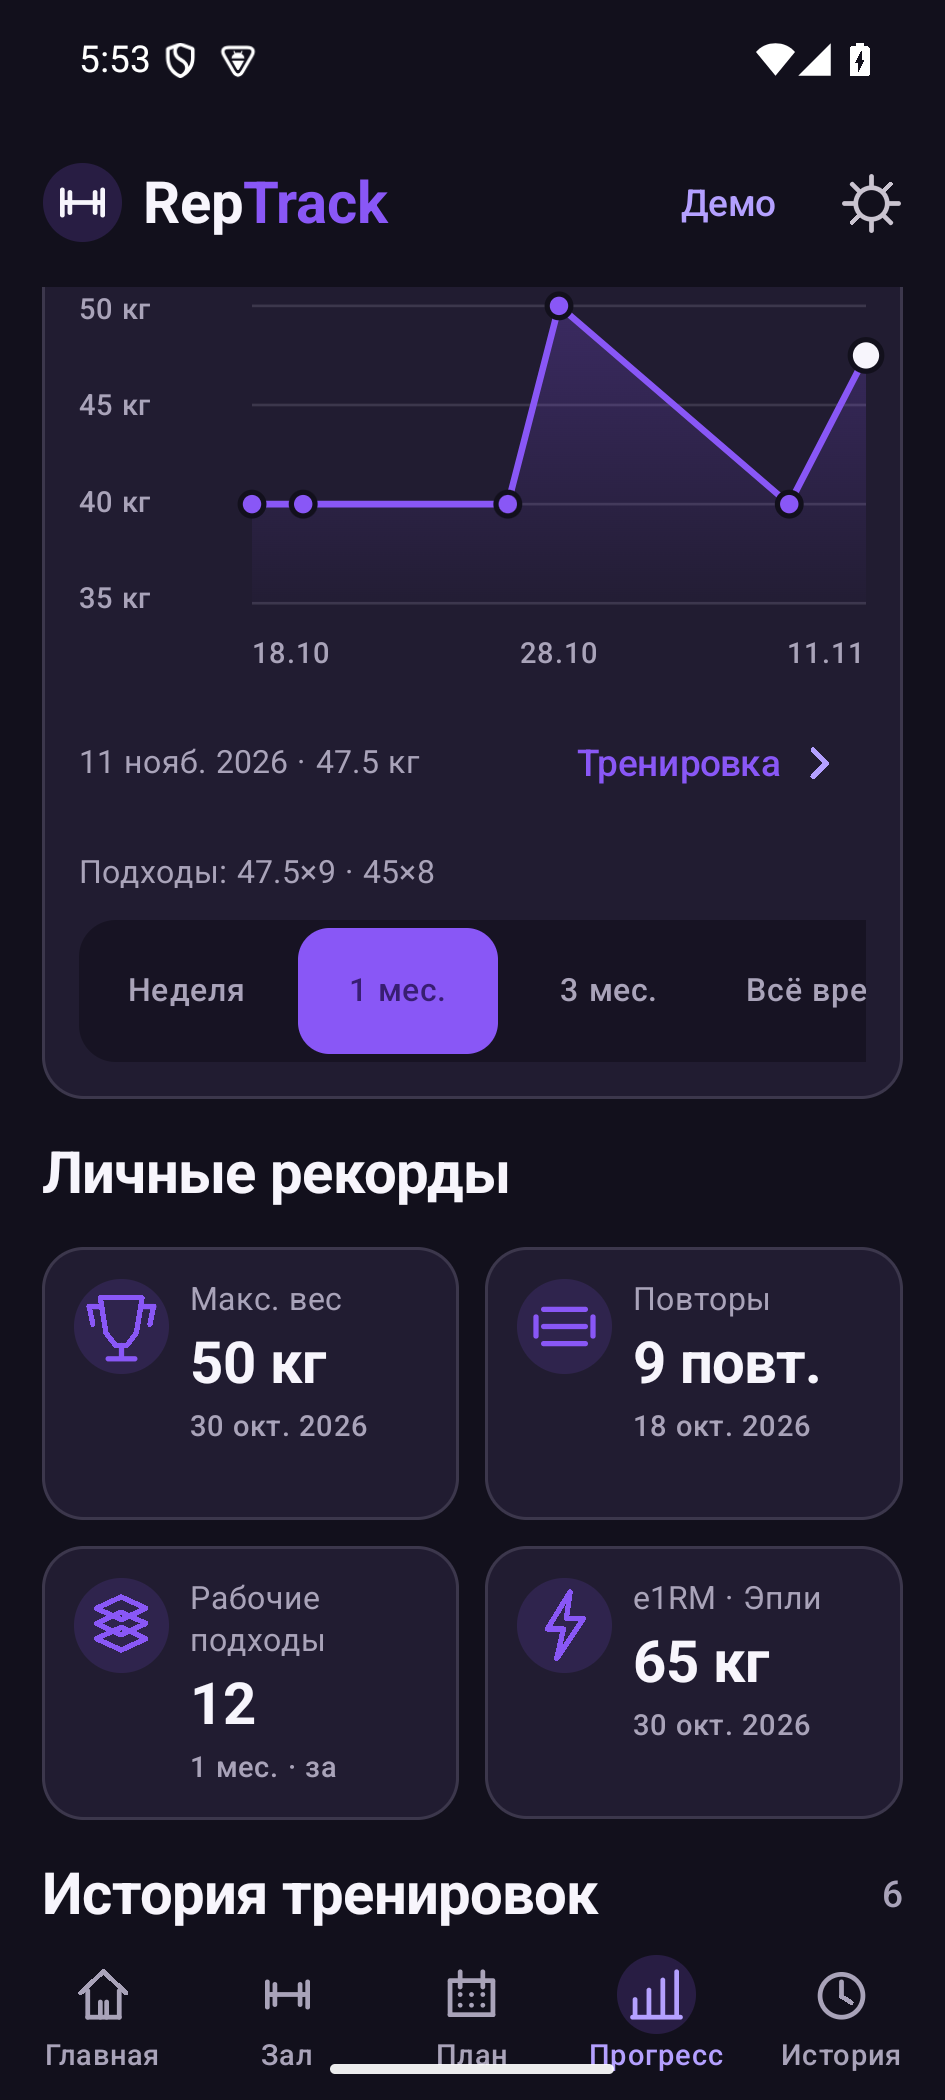 5:53
RepTrack
Демо
50 кг
45 кг
40 кг
35 кг
18.10 28.10 11.11
11 нояб. 2026 · 47.5 кг
Тренировка
Подходы: 47.5×9 · 45×8
Неделя 1 мес. 3 мес. Всё вре
Личные рекорды
Макс. вес
50 кг
30 окт. 2026
Повторы
9 повт.
18 окт. 2026
Рабочие
подходы
12
1 мес. · за
e1RM · Эпли
65 кг
30 окт. 2026
История тренировок
6
Главная Зал План Прогресс История